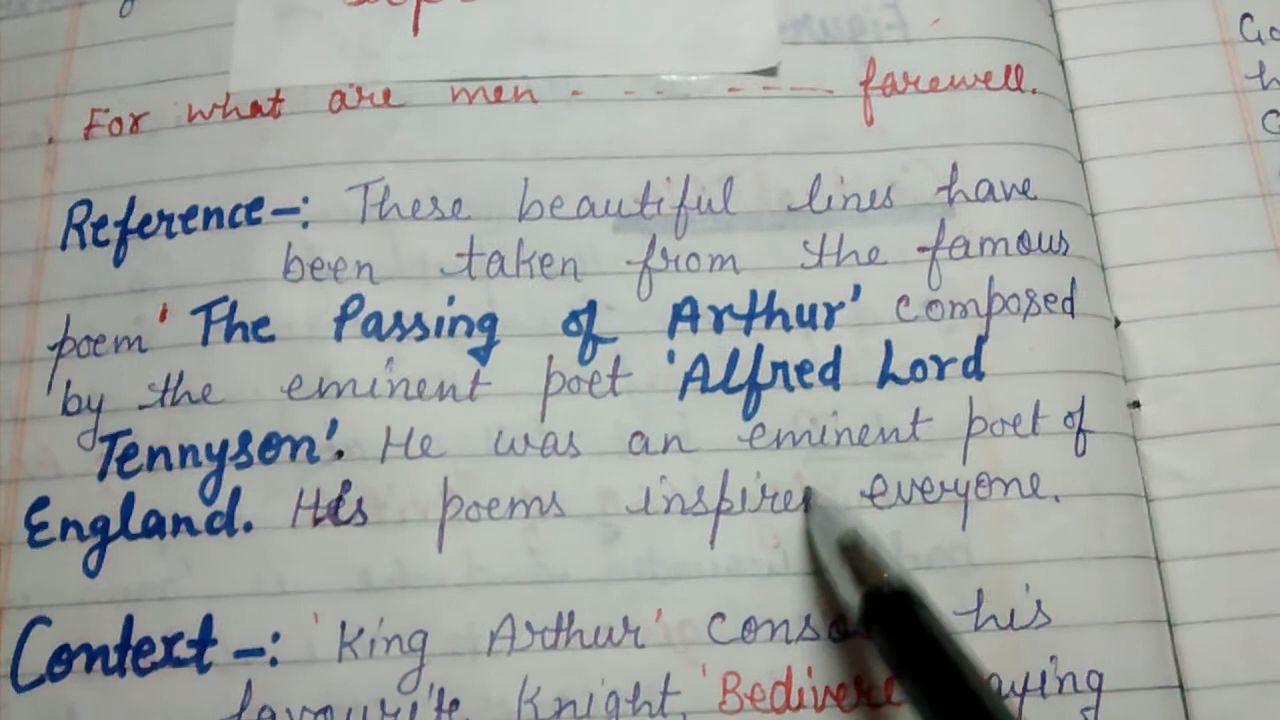 . For what are men - - - - - ---- farewell.
Reference-: These beautiful lines have
been taken from the famous
poem 'The Passing of Arthur' composed
by the eminent poet 'Alfred Lord
Tennyson'. He was an eminent poet of
England. His poems inspires everyone.
Context-: 'King Arthur' his
favourite Knight, 'Bedivere
Go
h